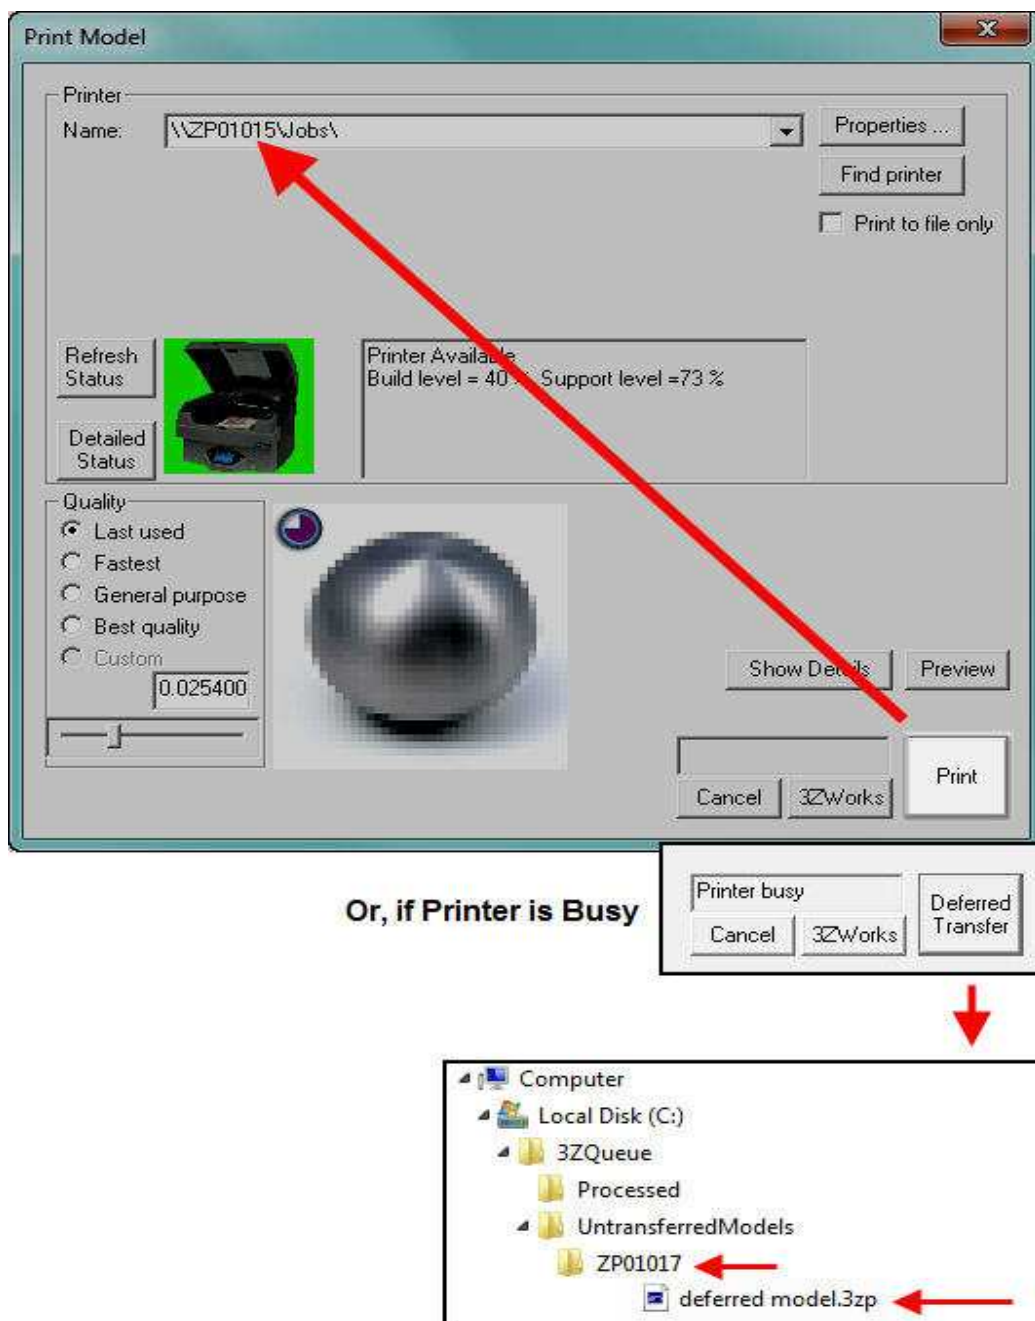 Print Model
Printer
Name: \\ZP01015\Jobs\
Properties ...
Find printer
Print to file only
Refresh
Status
Detailed
Status
Printer Available
Build level = 40 % Support level =73 %
Quality
Last used
Fastest
General purpose
Best quality
Custom
0.025400
Show Details
Preview
Cancel
3ZWorks
Print
Or, if Printer is Busy
Printer busy
Cancel
3ZWorks
Deferred
Transfer
Computer
Local Disk (C:)
3ZQueue
Processed
UntransferredModels
ZP01017
deferred model.3zp